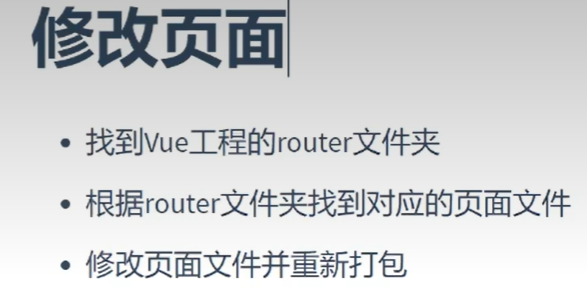 修改页面
找到Vue工程的router文件夹
根据router文件夹找到对应的页面文件
修改页面文件并重新打包